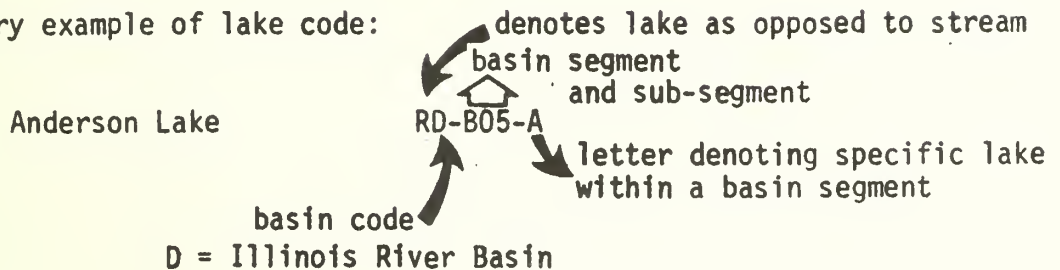 ry example of lake code: denotes lake as opposed to stream
basin segment
and sub-segment
Anderson Lake RD-B05-A
letter denoting specific lake
within a basin segment
basin code
D = Illinois River Basin